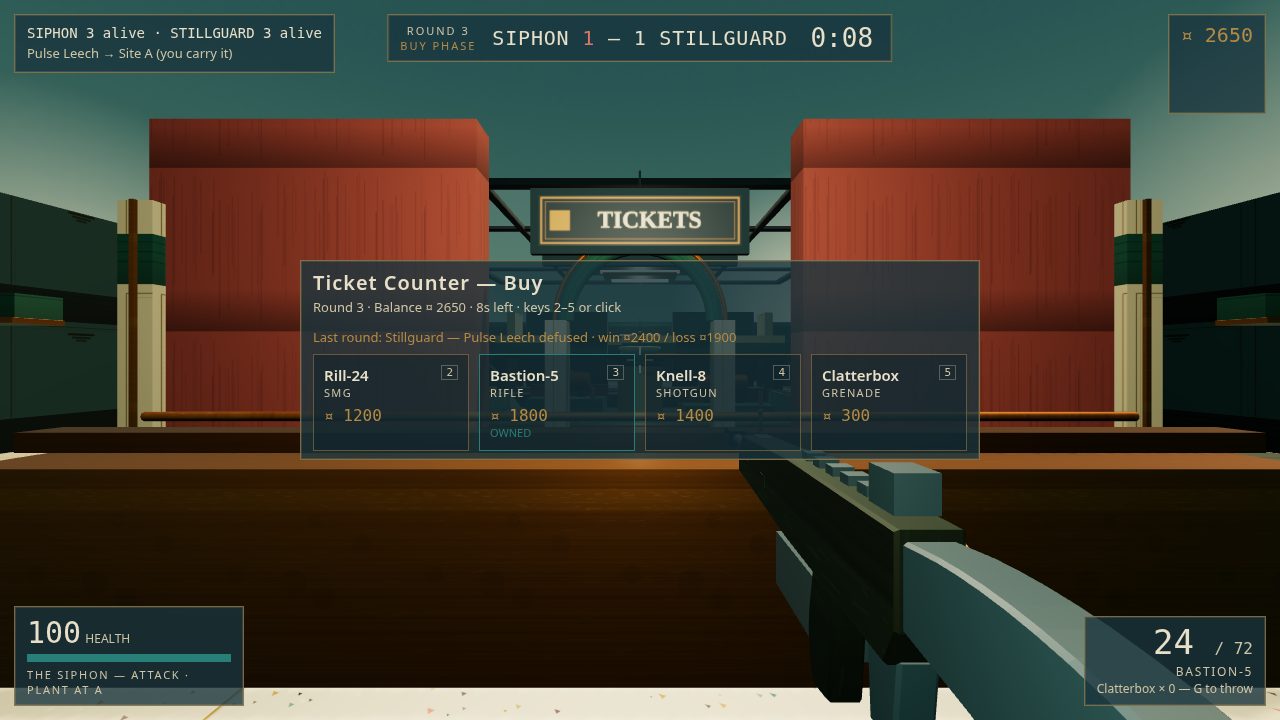 SIPHON 3 alive · STILLGUARD 3 alive
Pulse Leech → Site A (you carry it)
ROUND 3
BUY PHASE
SIPHON 1 — 1 STILLGUARD 0:08
¤ 2650
TICKETS
Ticket Counter — Buy
Round 3 · Balance ¤ 2650 · 8s left · keys 2–5 or click
Last round: Stillguard — Pulse Leech defused · win ¤2400 / loss ¤1900
Rill-24 2
SMG
¤ 1200
Bastion-5 3
RIFLE
¤ 1800
OWNED
Knell-8 4
SHOTGUN
¤ 1400
Clatterbox 5
GRENADE
¤ 300
100 HEALTH
THE SIPHON — ATTACK ·
PLANT AT A
24 / 72
BASTION-5
Clatterbox × 0 — G to throw